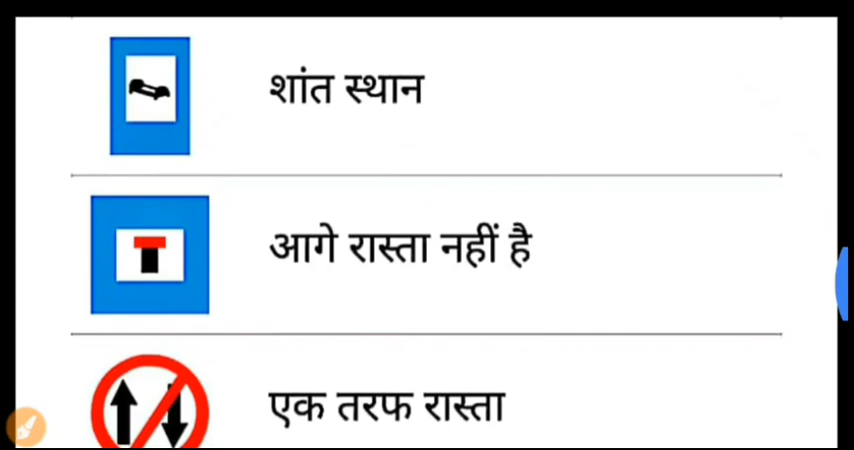 शांत स्थान
आगे रास्ता नहीं है
एक तरफ रास्ता